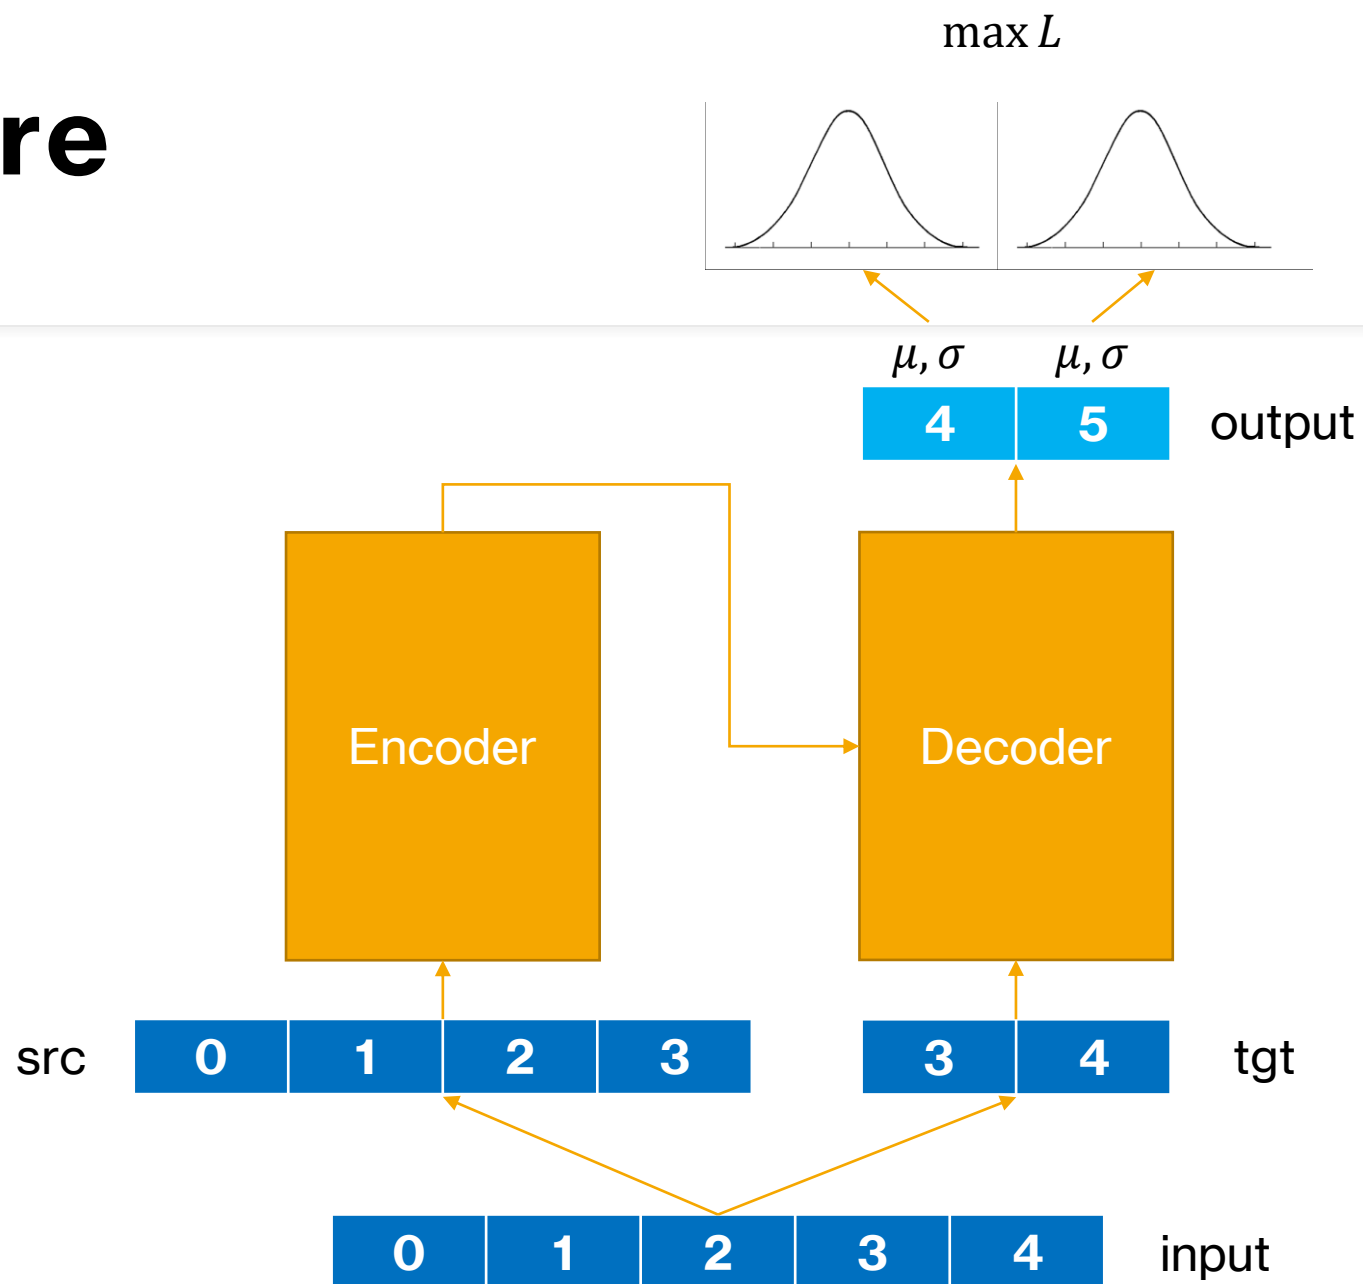 max L
re
μ, σ μ, σ
4 5 output
Encoder Decoder
src 0 1 2 3 3 4 tgt
0 1 2 3 4 input